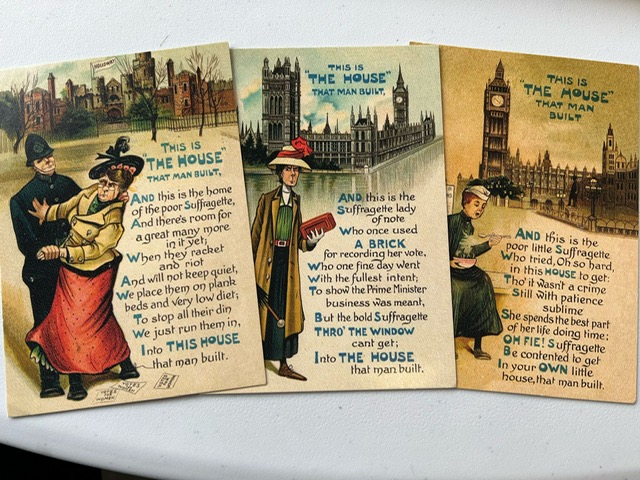 HOLLOWAY
THIS IS
"THE HOUSE"
THAT MAN BUILT,
AND this is the home
of the poor Suffragette,
And there's room for
a great many more
in it yet;
When they racket
and riot
And will not keep quiet,
We place them on plank
beds and very low diet;
To stop all their din
We just run them in,
Into THIS HOUSE
that man built.
VOTES
FOR
WOMEN
THIS IS
"THE HOUSE"
THAT MAN BUILT,
AND this is the
Suffragette lady
of note
Who once used
A BRICK
for recording her vote,
Who one fine day went
With the fullest intent;
To show the Prime Minister
business was meant,
But the bold Suffragette
THRO' THE WINDOW
cant get;
Into THE HOUSE
that man built.
THIS IS
"THE HOUSE"
THAT MAN
BUILT
AND this is the
poor little Suffragette
Who tried, Oh so hard,
in this HOUSE to get:
Tho' it wasn't a crime
Still with patience
sublime
She spends the best part
of her life doing time;
OH FIE! Suffragette
Be contented to get
In your OWN little
house, that man built.